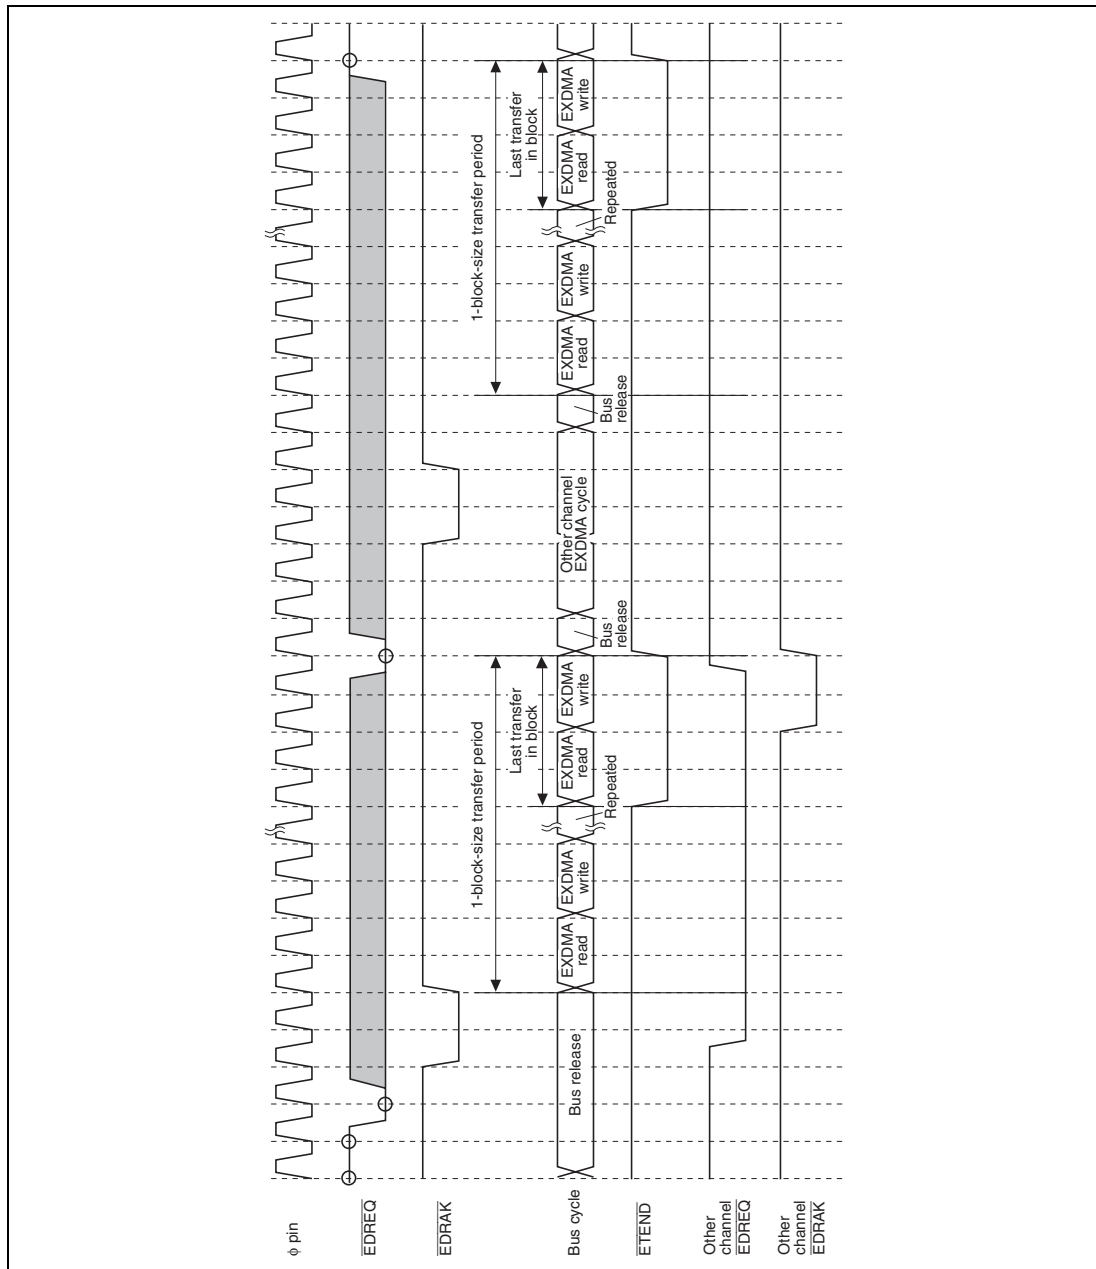 φ pin
EDREQ
EDRAK
1-block-size transfer period
1-block-size transfer period
Last transfer
in block
Last transfer
in block
Bus cycle
Bus release
EXDMA
read
EXDMA
write
Repeated
EXDMA
read
EXDMA
write
Bus
release
Other channel
EXDMA cycle
Bus
release
EXDMA
read
EXDMA
write
Repeated
EXDMA
read
EXDMA
write
ETEND
Other
channel
EDREQ
Other
channel
EDRAK